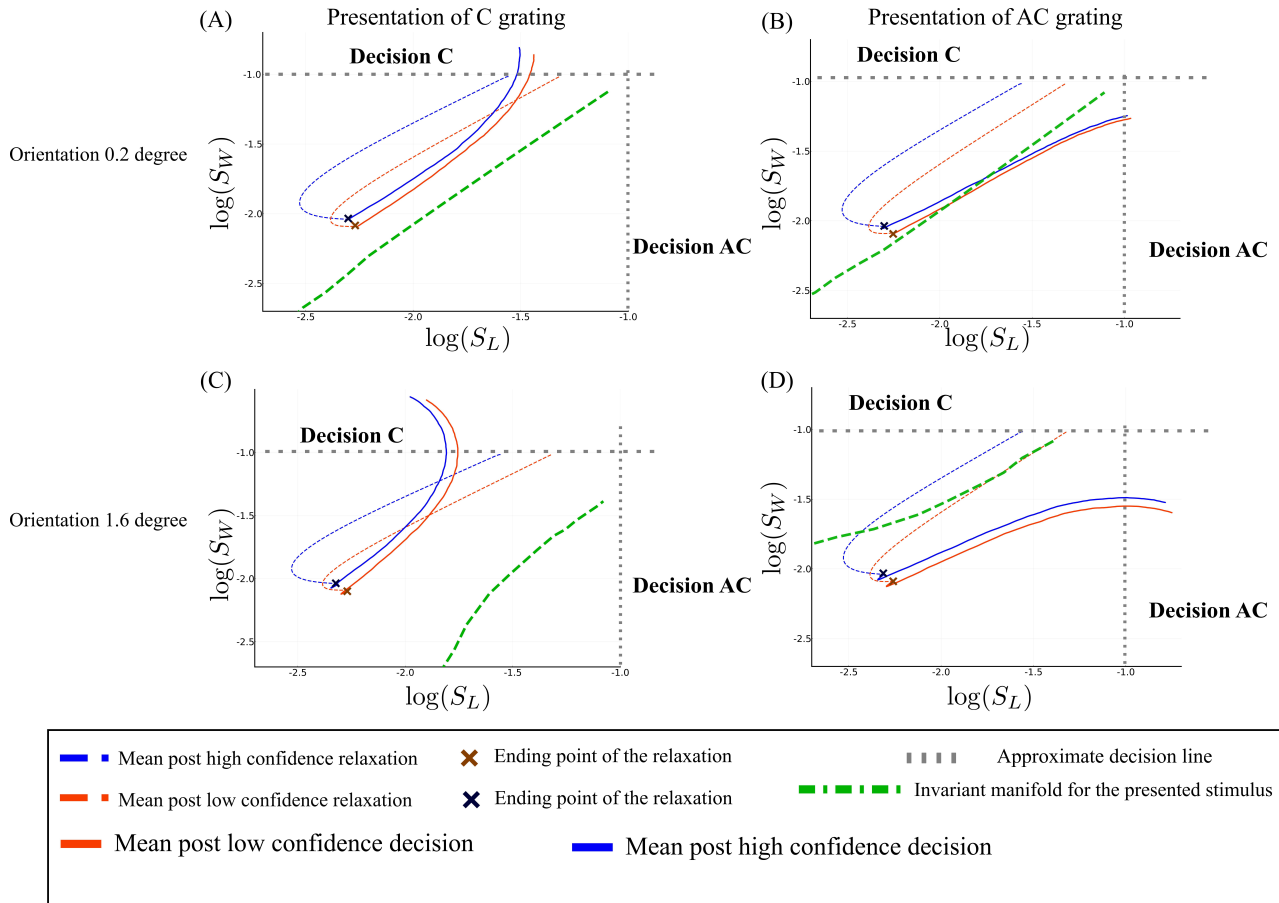 (A) Presentation of C grating
(B) Presentation of AC grating
Orientation 0.2 degree
Decision C
-1.0
-1.5
-2.0
-2.5
log(S_W)
-2.5 -2.0 -1.5 -1.0
log(S_L)
Decision AC
Decision C
-1.0
-1.5
-2.0
-2.5
log(S_W)
-2.5 -2.0 -1.5 -1.0
log(S_L)
Decision AC
(C)
(D)
Orientation 1.6 degree
Decision C
-1.0
-1.5
-2.0
-2.5
log(S_W)
-2.5 -2.0 -1.5 -1.0
log(S_L)
Decision AC
Decision C
-1.0
-1.5
-2.0
-2.5
log(S_W)
-2.5 -2.0 -1.5 -1.0
log(S_L)
Decision AC
Mean post high confidence relaxation
Ending point of the relaxation
Approximate decision line
Mean post low confidence relaxation
Ending point of the relaxation
Invariant manifold for the presented stimulus
Mean post low confidence decision
Mean post high confidence decision